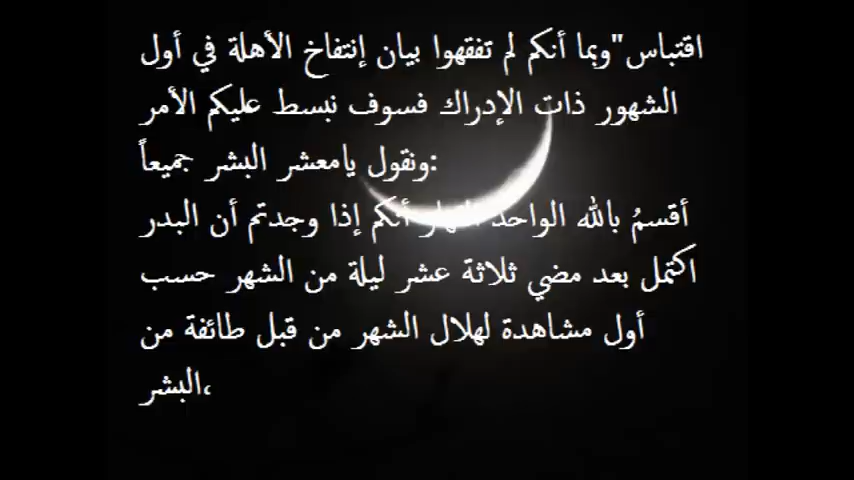 اقتباس"وبما أنكم لم تفقهوا بيان إنتفاخ الأهلة في أول
الشهور ذات الإدراك فسوف نبسط عليكم الأمر
ونقول يامعشر البشر جميعاً:
أقسمُ بالله الواحد القهار أنكم إذا وجدتم أن البدر
اكتمل بعد مضي ثلاثة عشر ليلة من الشهر حسب
أول مشاهدة لهلال الشهر من قبل طائفة من
البشر،